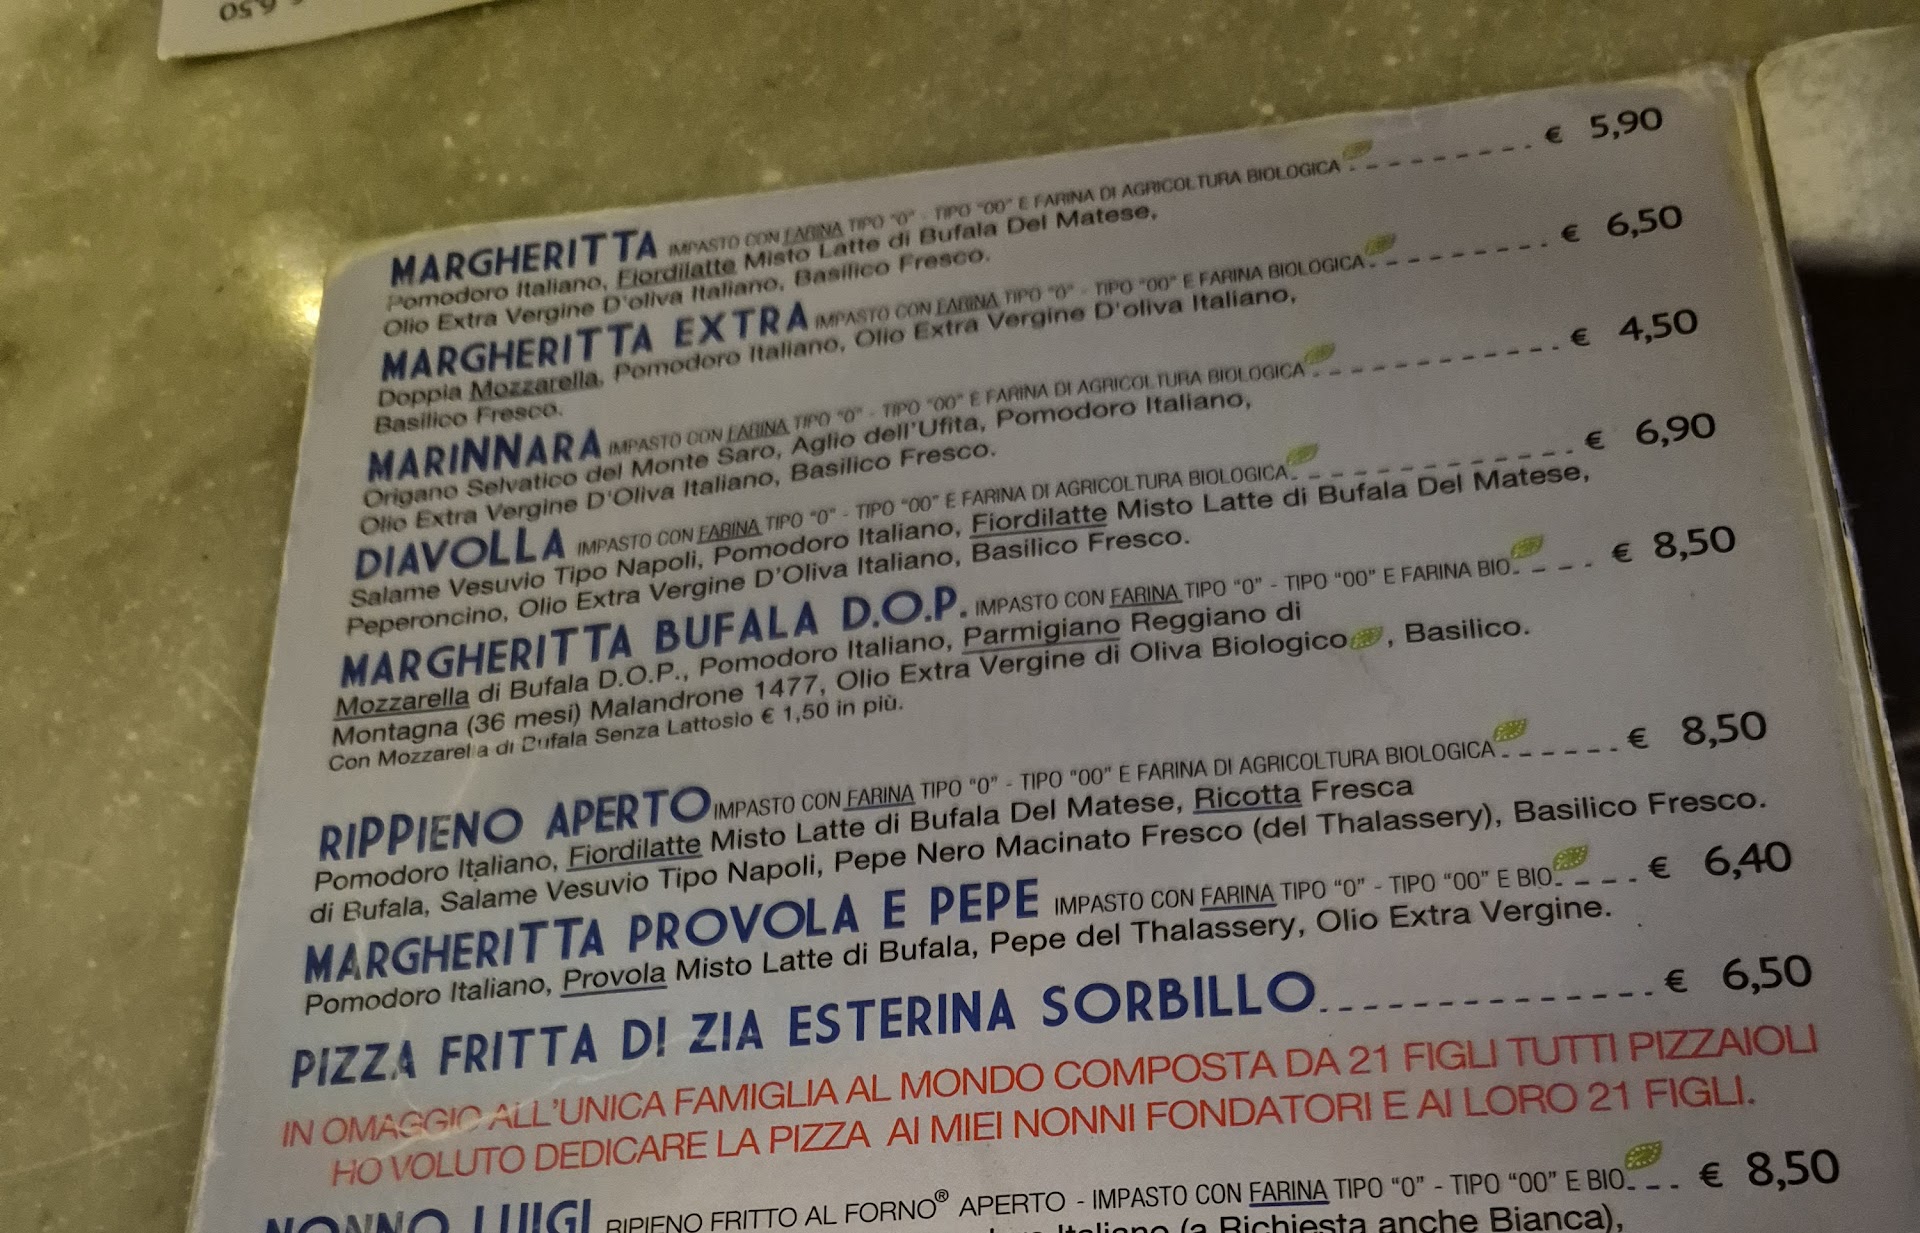 6,50
MARGHERITTA IMPASTO CON FARINA TIPO "0" - TIPO "00" E FARINA DI AGRICOLTURA BIOLOGICA € 5,90
Pomodoro Italiano, Fiordilatte Misto Latte di Bufala Del Matese,
Olio Extra Vergine D'oliva Italiano, Basilico Fresco.
MARGHERITTA EXTRA IMPASTO CON FARINA TIPO "0" - TIPO "00" E FARINA BIOLOGICA € 6,50
Doppia Mozzarella, Pomodoro Italiano, Olio Extra Vergine D'oliva Italiano,
Basilico Fresco.
MARINNARA IMPASTO CON FARINA TIPO "0" - TIPO "00" E FARINA DI AGRICOLTURA BIOLOGICA € 4,50
Origano Selvatico del Monte Saro, Aglio dell'Ufita, Pomodoro Italiano,
Olio Extra Vergine D'Oliva Italiano, Basilico Fresco.
DIAVOLLA IMPASTO CON FARINA TIPO "0" - TIPO "00" E FARINA DI AGRICOLTURA BIOLOGICA € 6,90
Salame Vesuvio Tipo Napoli, Pomodoro Italiano, Fiordilatte Misto Latte di Bufala Del Matese,
Peperoncino, Olio Extra Vergine D'Oliva Italiano, Basilico Fresco.
MARGHERITTA BUFALA D.O.P. IMPASTO CON FARINA TIPO "0" - TIPO "00" E FARINA BIO € 8,50
Mozzarella di Bufala D.O.P., Pomodoro Italiano, Parmigiano Reggiano di
Montagna (36 mesi) Malandrone 1477, Olio Extra Vergine di Oliva Biologico, Basilico.
Con Mozzarella di Bufala Senza Lattosio € 1,50 in più.
RIPPIENO APERTO IMPASTO CON FARINA TIPO "0" - TIPO "00" E FARINA DI AGRICOLTURA BIOLOGICA € 8,50
Pomodoro Italiano, Fiordilatte Misto Latte di Bufala Del Matese, Ricotta Fresca
di Bufala, Salame Vesuvio Tipo Napoli, Pepe Nero Macinato Fresco (del Thalassery), Basilico Fresco.
MARGHERITTA PROVOLA E PEPE IMPASTO CON FARINA TIPO "0" - TIPO "00" E BIO € 6,40
Pomodoro Italiano, Provola Misto Latte di Bufala, Pepe del Thalassery, Olio Extra Vergine.
PIZZA FRITTA DI ZIA ESTERINA SORBILLO € 6,50
IN OMAGGIO ALL'UNICA FAMIGLIA AL MONDO COMPOSTA DA 21 FIGLI TUTTI PIZZAIOLI
HO VOLUTO DEDICARE LA PIZZA AI MIEI NONNI FONDATORI E AI LORO 21 FIGLI.
NONNO LUIGI RIPIENO FRITTO AL FORNO® APERTO - IMPASTO CON FARINA TIPO "0" - TIPO "00" E BIO € 8,50
Italiano (a Richiesta anche Bianca),